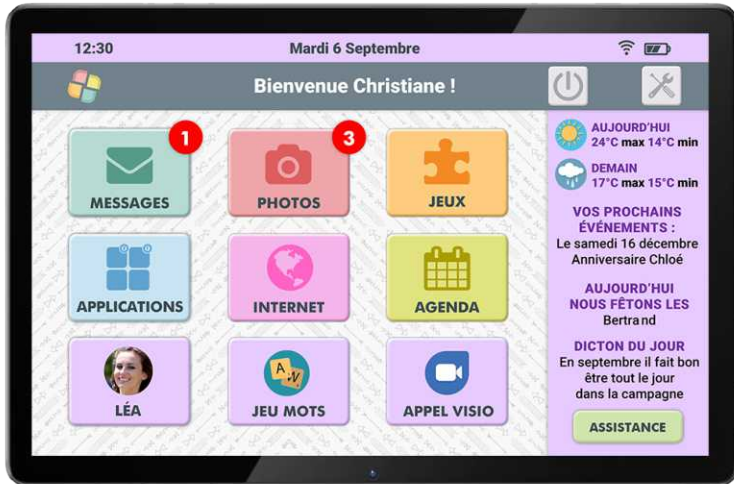 12:30
Mardi 6 Septembre
Bienvenue Christiane !
1
MESSAGES
3
PHOTOS
JEUX
APPLICATIONS
INTERNET
AGENDA
LÉA
A W
JEU MOTS
APPEL VISIO
AUJOURD'HUI
24°C max 14°C min
DEMAIN
17°C max 15°C min
VOS PROCHAINS
ÉVÉNEMENTS :
Le samedi 16 décembre
Anniversaire Chloé
AUJOURD'HUI
NOUS FÊTONS LES
Bertrand
DICTON DU JOUR
En septembre il fait bon
être tout le jour
dans la campagne
ASSISTANCE